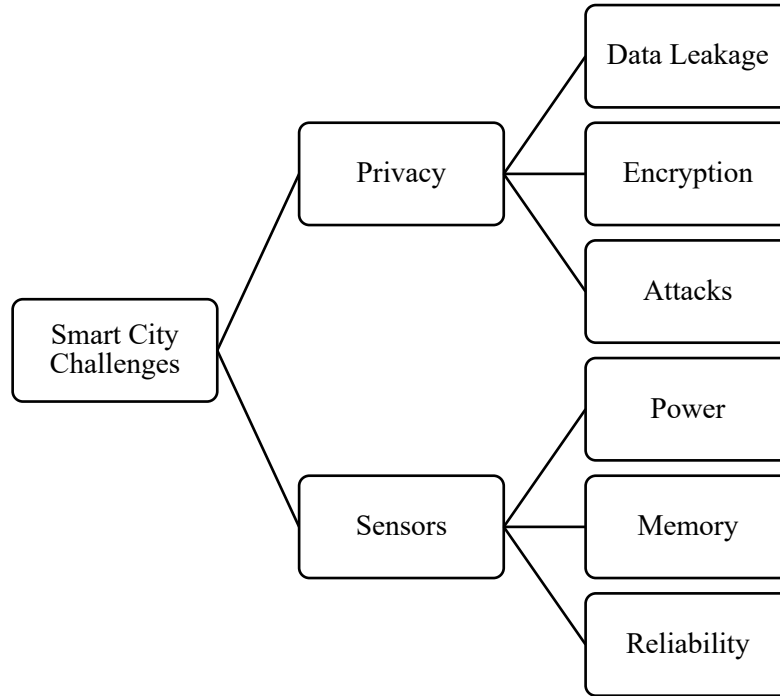 Smart City
Challenges
Privacy
Data Leakage
Encryption
Attacks
Sensors
Power
Memory
Reliability